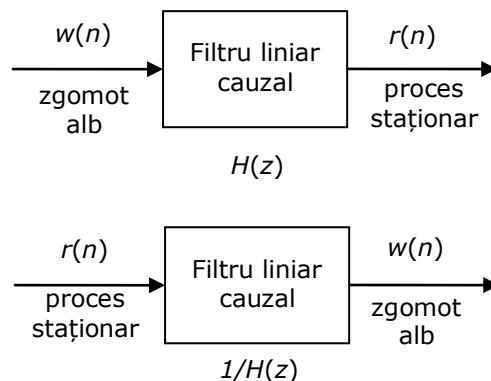 w(n)
zgomot
alb
Filtru liniar
cauzal
H(z)
r(n)
proces
staționar
r(n)
proces
staționar
Filtru liniar
cauzal
1/H(z)
w(n)
zgomot
alb